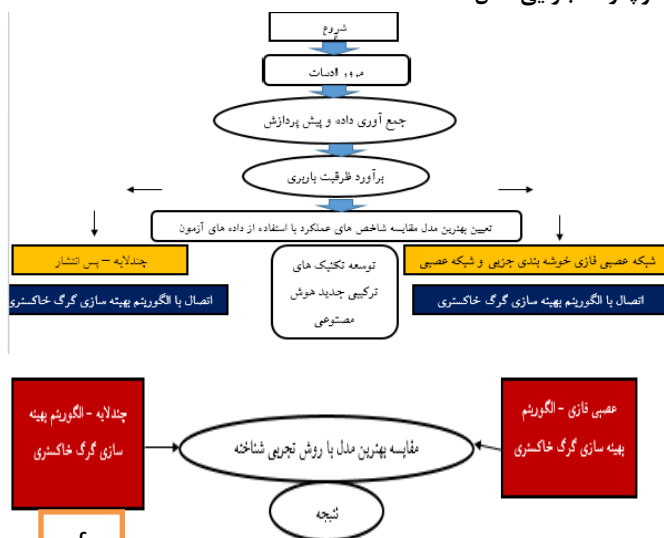 شروع
مرور ادبیات
جمع آوری داده و پیش پردازش
برآورد ظرفیت باربری
تعیین بهترین مدل مقایسه شاخص های عملکرد با استفاده از داده های آزمون
شبکه عصبی فازی خوشه بندی جزیی و شبکه عصبی
توسعه تکنیک های
ترکیبی جدید هوش
مصنوعی
چندلایه – پس انتشار
اتصال با الگوریتم بهینه سازی گرگ خاکستری
اتصال با الگوریتم بهینه سازی گرگ خاکستری
عصبی فازی - الگوریتم
بهینه سازی گرگ خاکستری
مقایسه بهترین مدل با روش تجربی شناخته
چندلایه - الگوریتم بهینه
سازی گرگ خاکستری
نتیجه